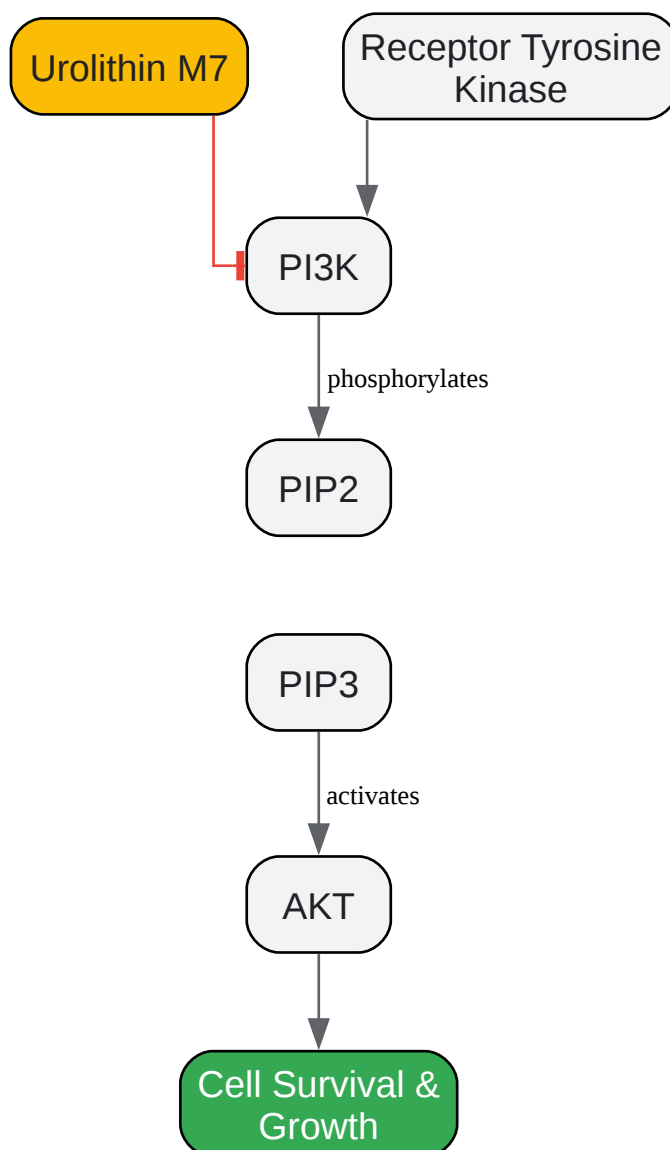 Urolithin M7
Receptor Tyrosine
Kinase
PI3K
phosphorylates
PIP2
PIP3
activates
AKT
Cell Survival &
Growth